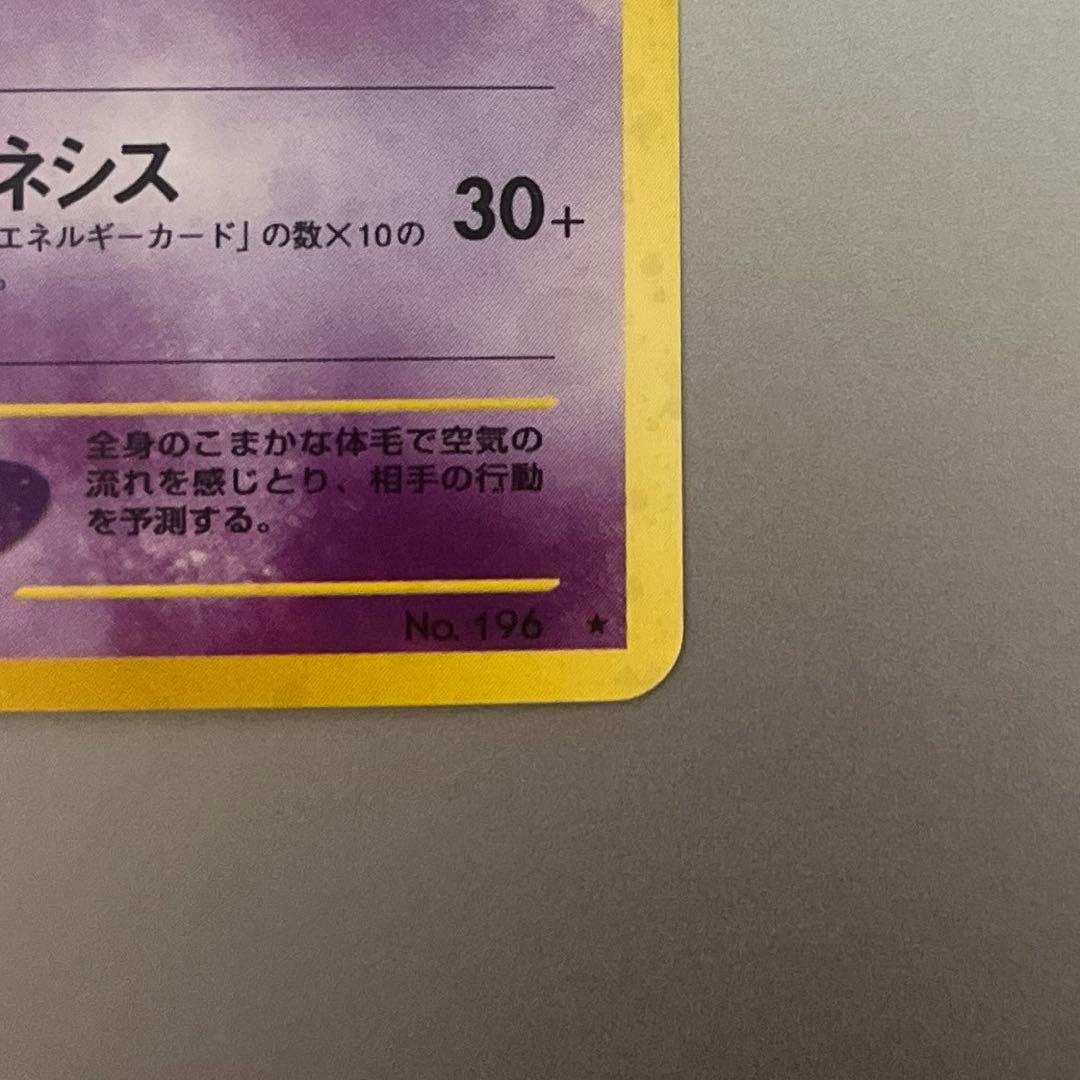 ネシス
30+
エネルギーカード」の数×10の
。
全身のこまかな体毛で空気の
流れを感じとり、相手の行動
を予測する。
No. 196 ★